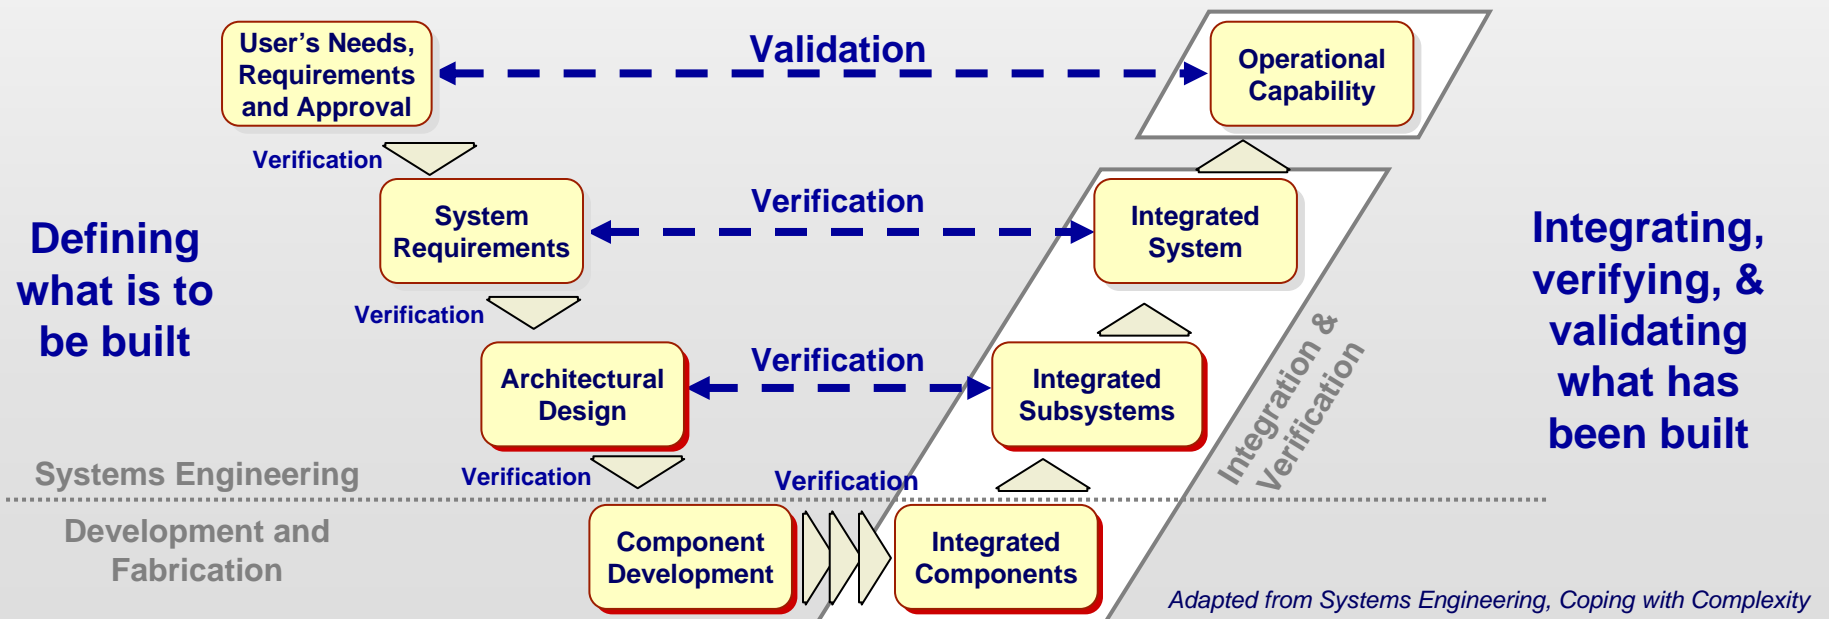 User's Needs,
Requirements
and Approval
Validation
Operational
Capability
Verification
System
Requirements
Verification
Integrated
System
Defining
what is to
be built
Integrating,
verifying, &
validating
what has
been built
Verification
Architectural
Design
Verification
Integrated
Subsystems
Integration &
Verification
Systems Engineering
Verification
Verification
Development and
Fabrication
Component
Development
Integrated
Components
Adapted from Systems Engineering, Coping with Complexity